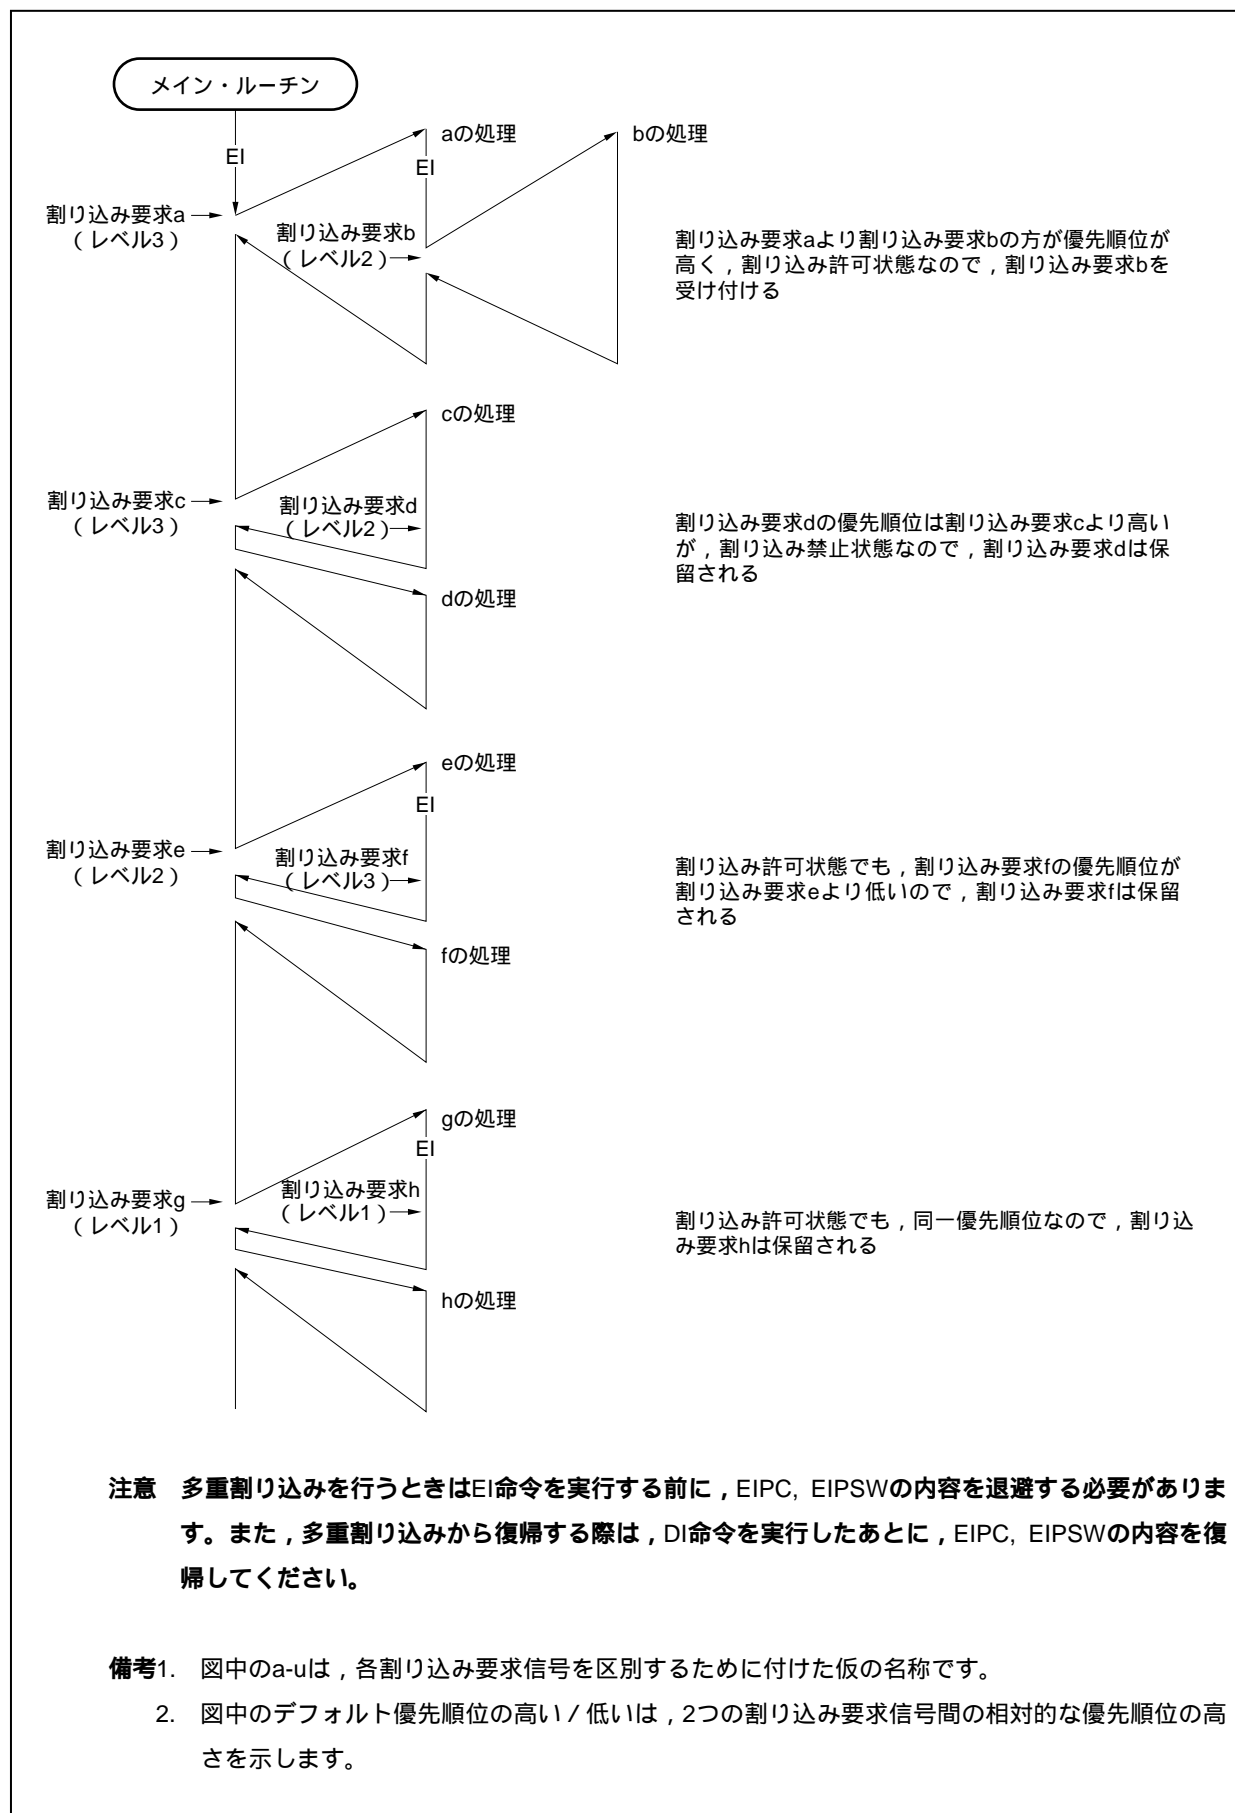 メイン・ルーチン
EI
aの処理
EI
bの処理
割り込み要求a
（レベル3）
割り込み要求b
（レベル2）
割り込み要求aより割り込み要求bの方が優先順位が
高く，割り込み許可状態なので，割り込み要求bを
受け付ける
cの処理
割り込み要求c
（レベル3）
割り込み要求d
（レベル2）
割り込み要求dの優先順位は割り込み要求cより高い
が，割り込み禁止状態なので，割り込み要求dは保
留される
dの処理
eの処理
EI
割り込み要求e
（レベル2）
割り込み要求f
（レベル3）
割り込み許可状態でも，割り込み要求fの優先順位が
割り込み要求eより低いので，割り込み要求fは保留
される
fの処理
gの処理
EI
割り込み要求g
（レベル1）
割り込み要求h
（レベル1）
割り込み許可状態でも，同一優先順位なので，割り込
み要求hは保留される
hの処理
注意　多重割り込みを行うときはEI命令を実行する前に，EIPC, EIPSWの内容を退避する必要がありま
す。また，多重割り込みから復帰する際は，DI命令を実行したあとに，EIPC, EIPSWの内容を復
帰してください。
備考1.　図中のa-uは，各割り込み要求信号を区別するために付けた仮の名称です。
2.　図中のデフォルト優先順位の高い／低いは，2つの割り込み要求信号間の相対的な優先順位の高
さを示します。